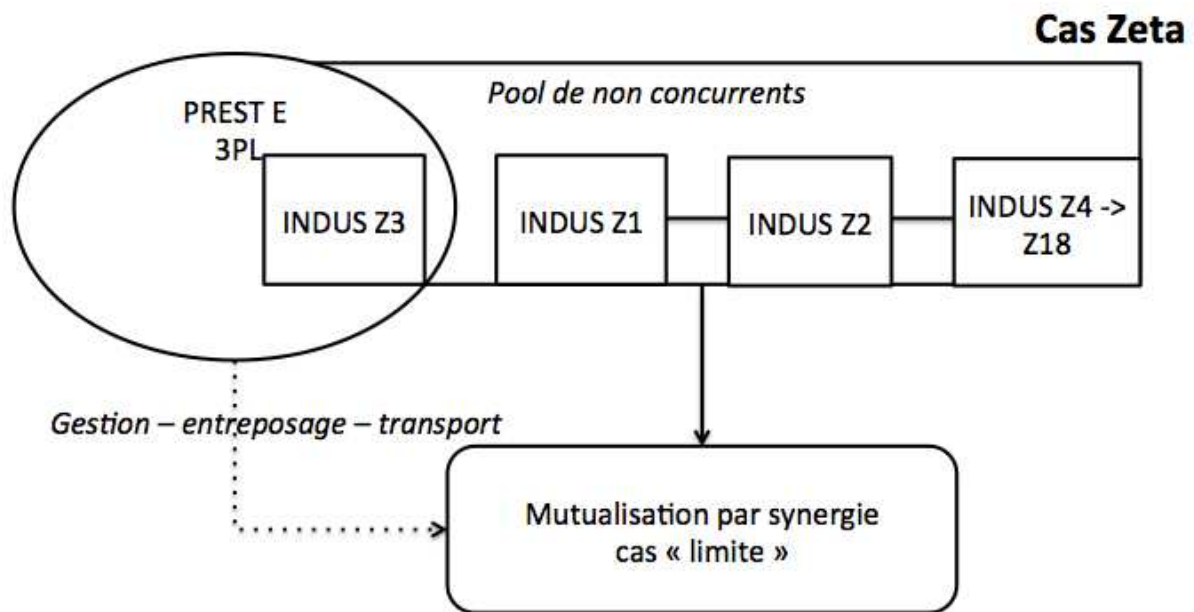 Cas Zeta
Pool de non concurrents
PREST E
3PL
INDUS Z3
INDUS Z1
INDUS Z2
INDUS Z4 ->
Z18
Gestion – entreposage – transport
Mutualisation par synergie
cas « limite »